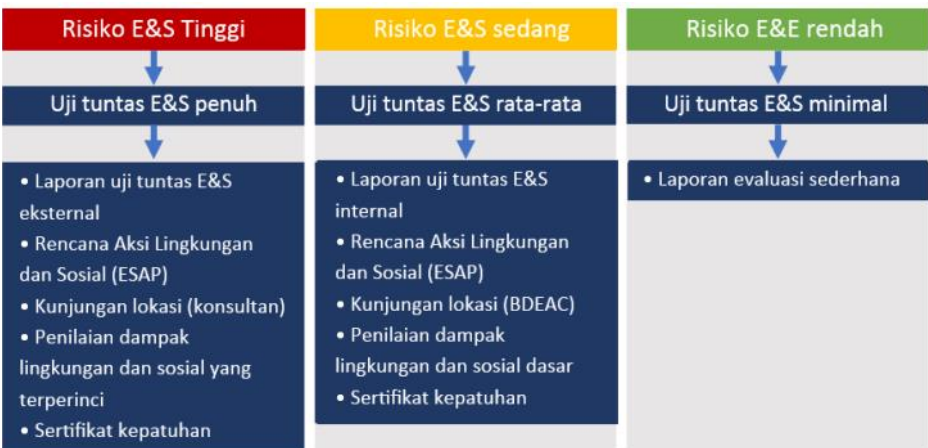 Risiko E&S Tinggi
Uji tuntas E&S penuh
• Laporan uji tuntas E&S
eksternal
• Rencana Aksi Lingkungan
dan Sosial (ESAP)
• Kunjungan lokasi (konsultan)
• Penilaian dampak
lingkungan dan sosial yang
terperinci
• Sertifikat kepatuhan
Risiko E&S sedang
Uji tuntas E&S rata-rata
• Laporan uji tuntas E&S
internal
• Rencana Aksi Lingkungan
dan Sosial (ESAP)
• Kunjungan lokasi (BDEAC)
• Penilaian dampak
lingkungan dan sosial dasar
• Sertifikat kepatuhan
Risiko E&E rendah
Uji tuntas E&S minimal
• Laporan evaluasi sederhana